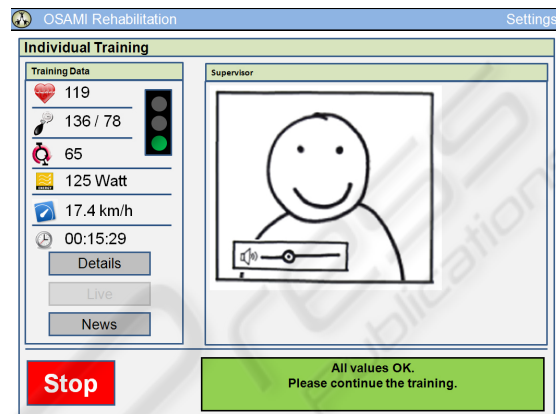 OSAMI Rehabilitation
Settings
Individual Training
Training Data
Supervisor
119
136 / 78
65
125 Watt
17.4 km/h
00:15:29
Details
Live
News
Stop
All values OK.
Please continue the training.